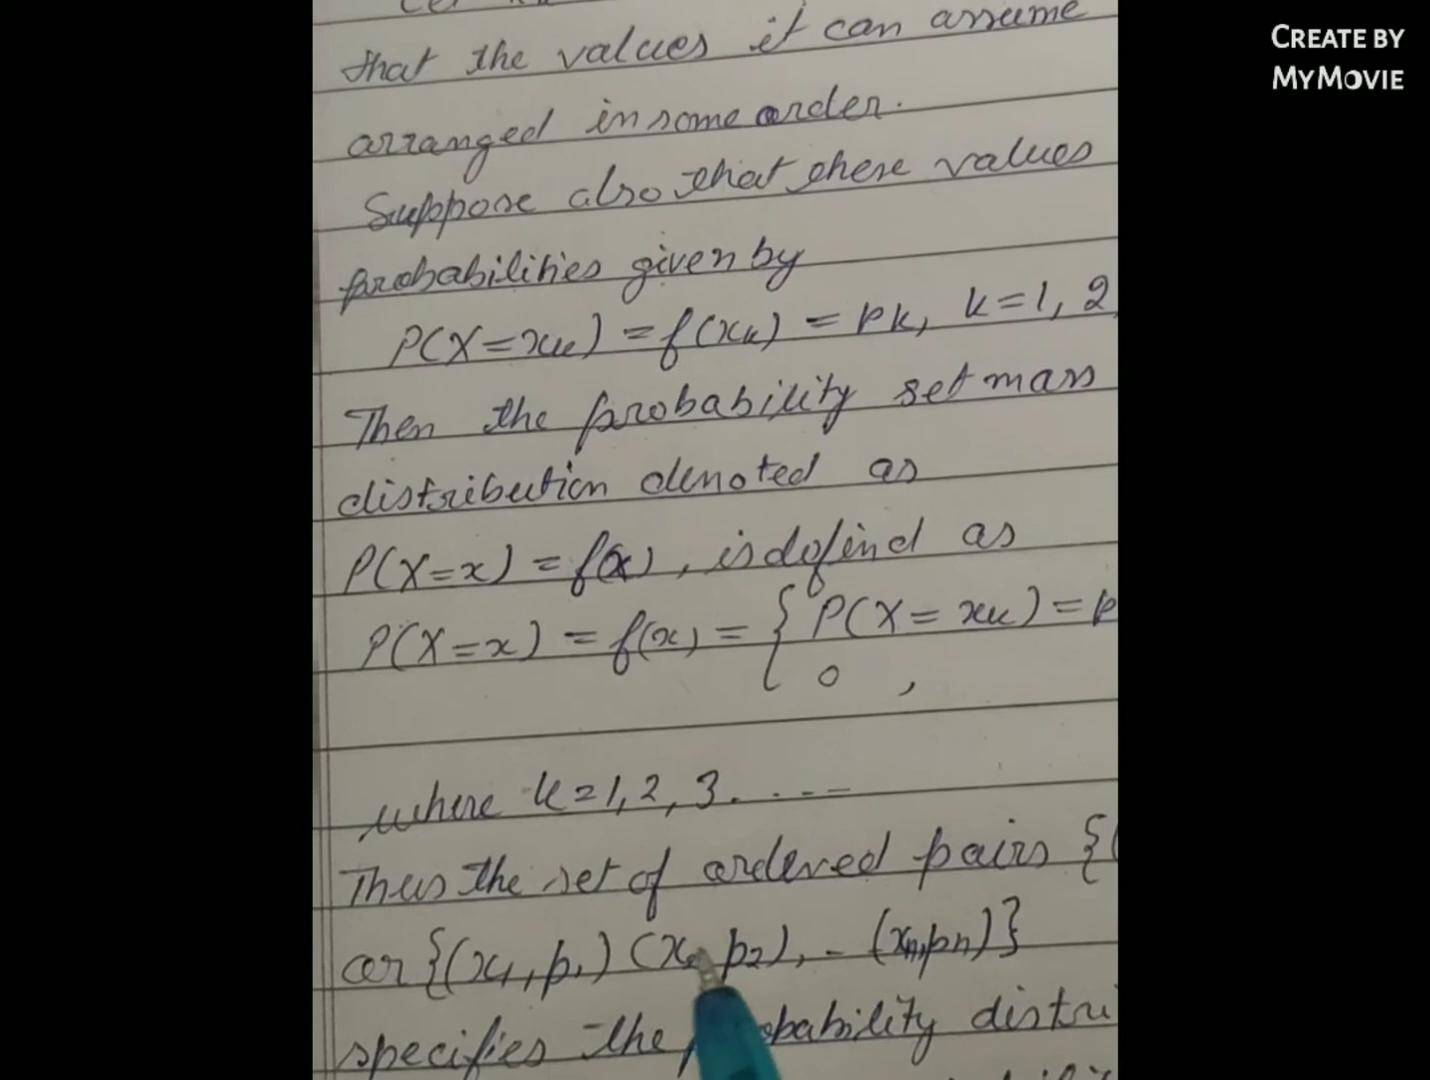 that the values it can assume
arranged in some order.
Suppose also that these values
probabilities given by
P(X=xk) = f(xk) = pk, k=1, 2,
Then the probability set mass
distribution denoted as
P(X=x) = f(x), is defind as
P(X=x) = f(x) = { P(X= xk) = p
0 ,
where k=1, 2, 3. ....
Thus the set of ordered pairs {(
or {(x1, p1) (x2 p2), - (xn, pn)}
specifies the distri
CREATE BY
MYMOVIE